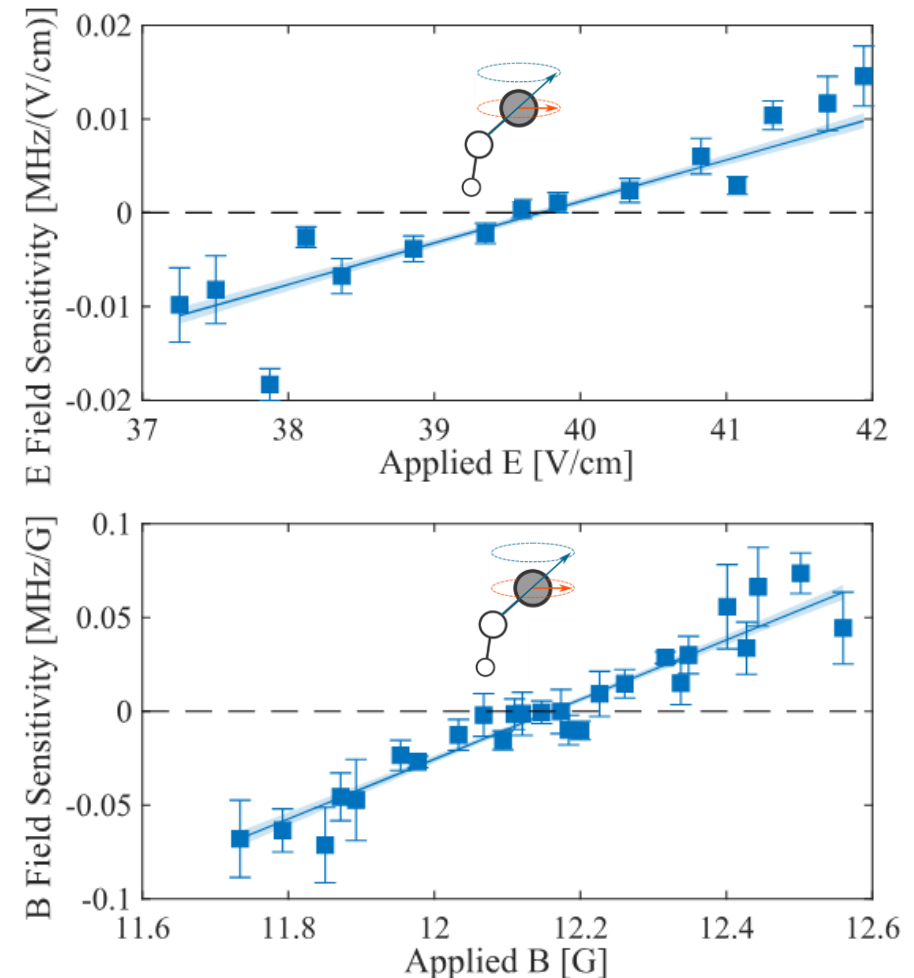 E Field Sensitivity [MHz/(V/cm)]
0.02
0.01
0
-0.01
-0.02
37 38 39 40 41 42
Applied E [V/cm]
B Field Sensitivity [MHz/G]
0.1
0.05
0
-0.05
-0.1
11.6 11.8 12 12.2 12.4 12.6
Applied B [G]